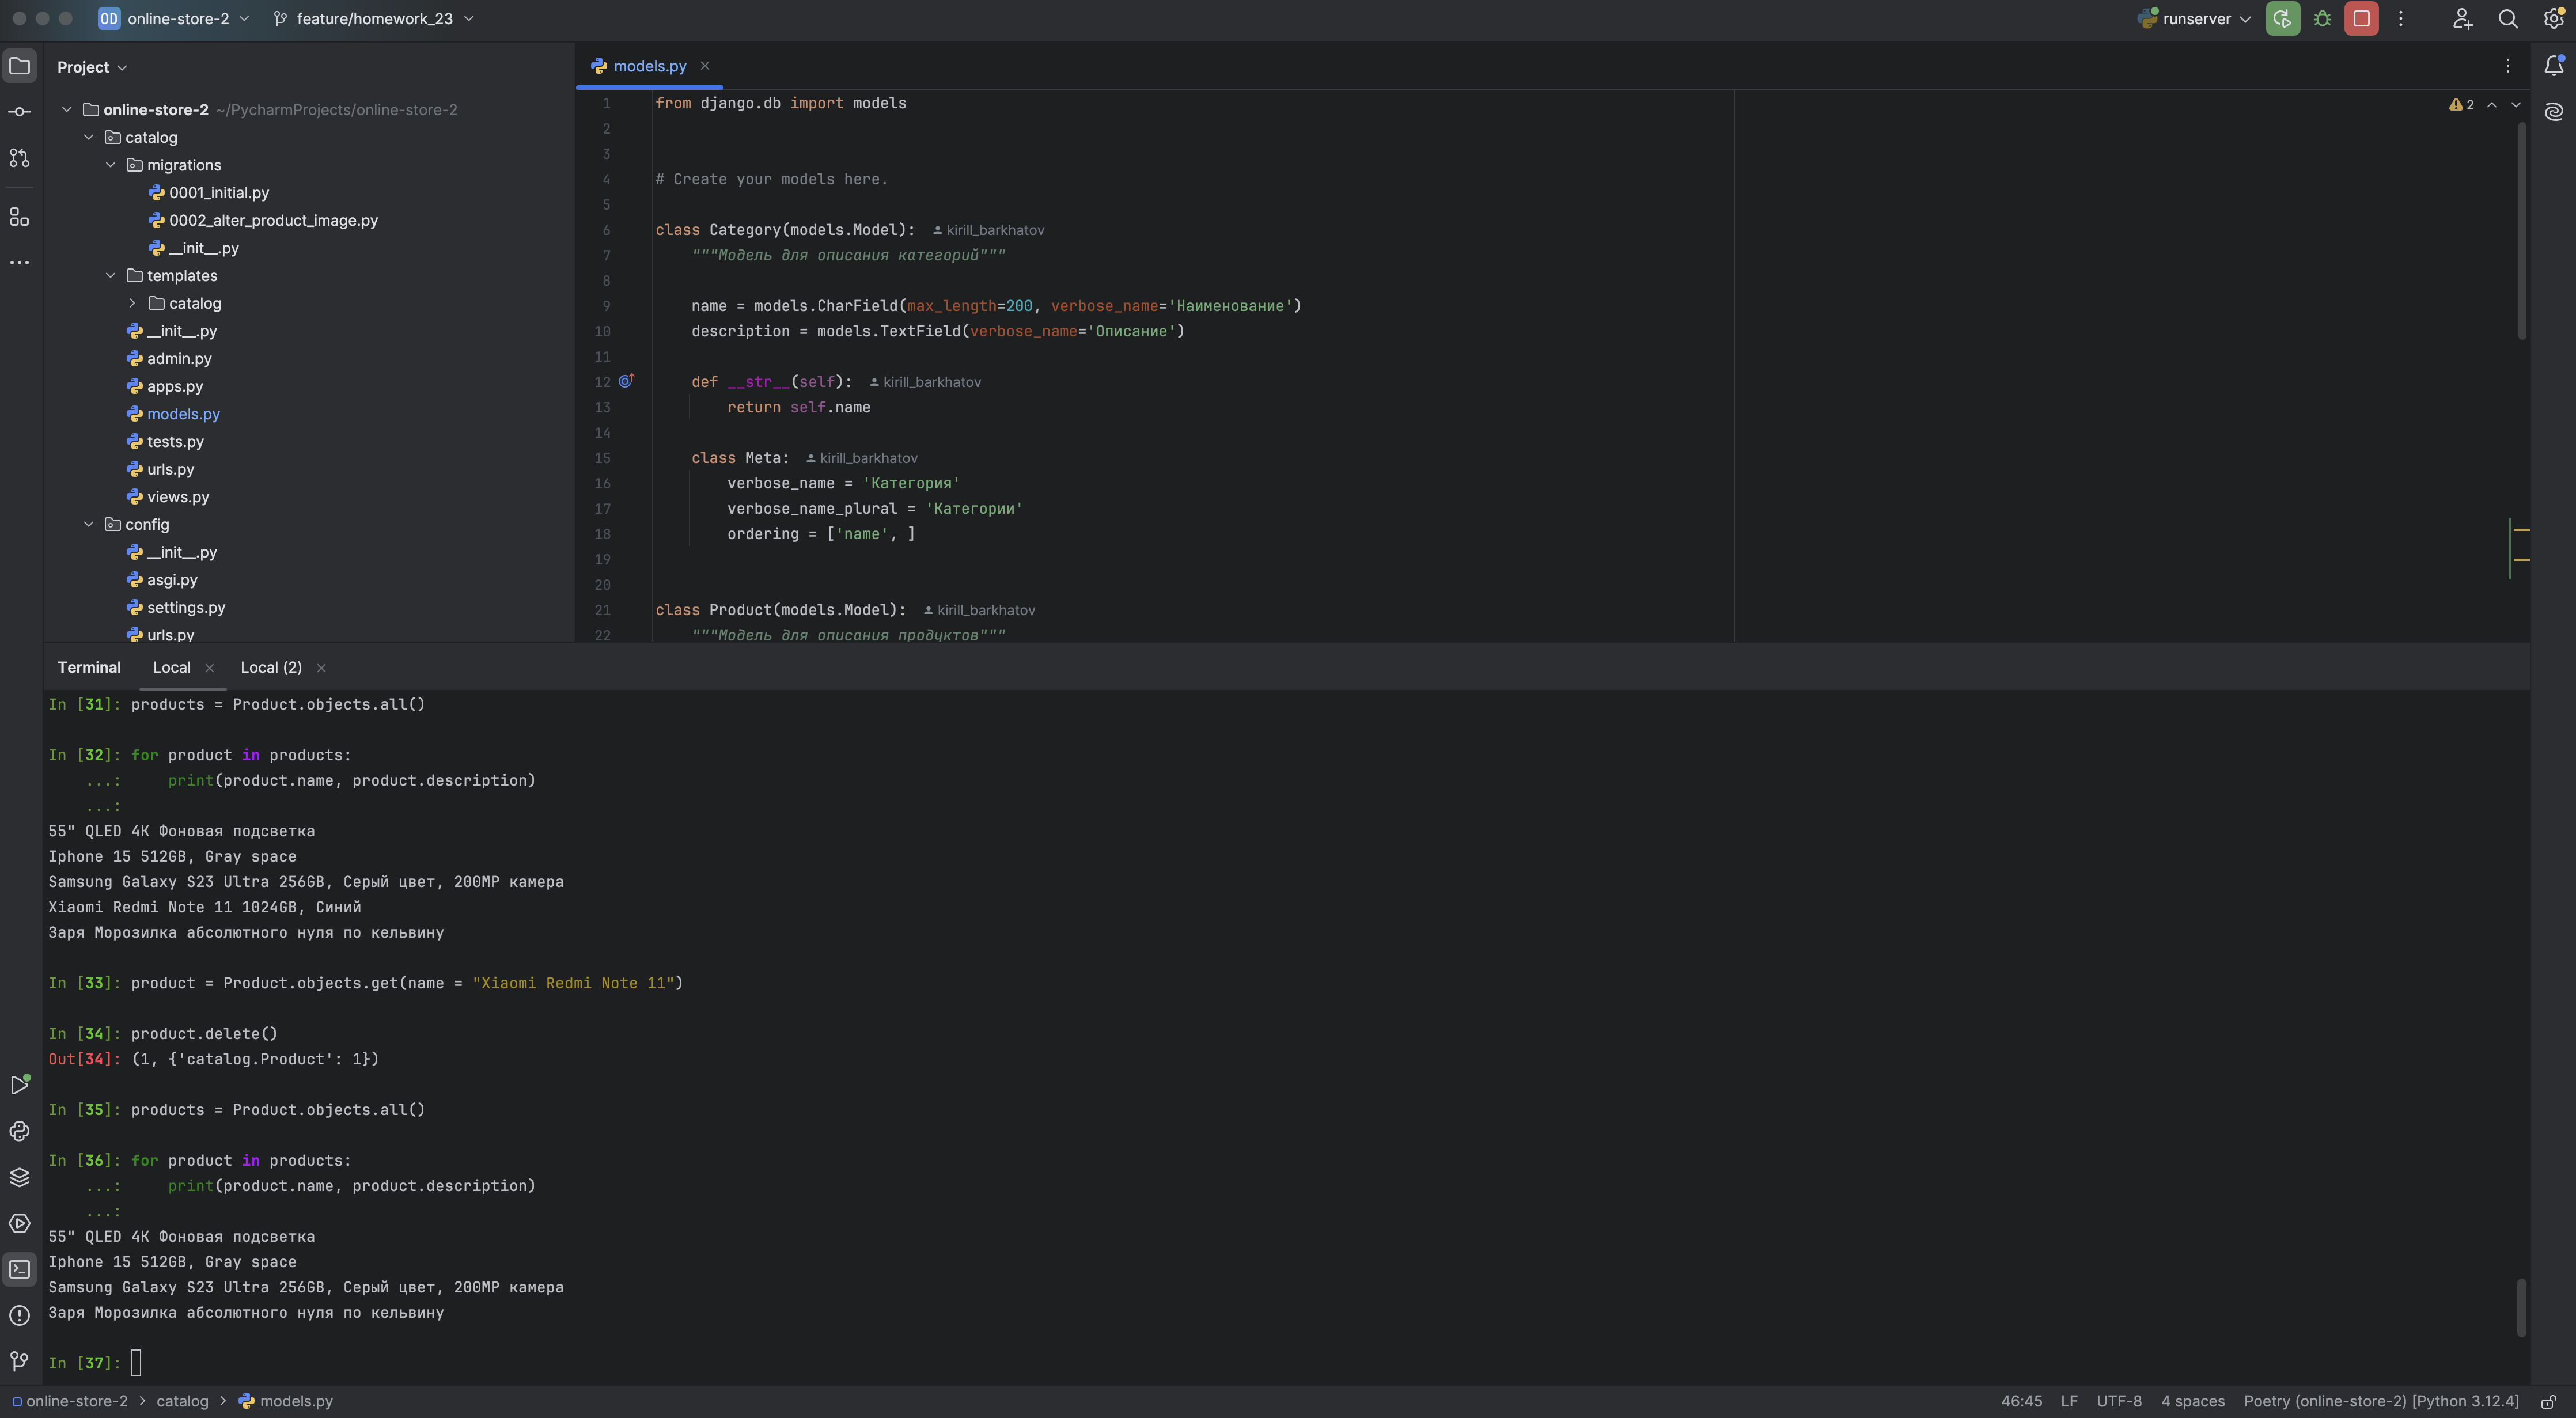 OD online-store-2 feature/homework_23 runserver
Project
online-store-2 ~/PycharmProjects/online-store-2
catalog
migrations
0001_initial.py
0002_alter_product_image.py
__init__.py
templates
catalog
__init__.py
admin.py
apps.py
models.py
tests.py
urls.py
views.py
config
__init__.py
asgi.py
settings.py
urls.py
models.py
2
1 from django.db import models
2
3
4 # Create your models here.
5
6 class Category(models.Model): kirill_barkhatov
7 """Модель для описания категорий"""
8
9 name = models.CharField(max_length=200, verbose_name='Наименование')
10 description = models.TextField(verbose_name='Описание')
11
12 def __str__(self): kirill_barkhatov
13 return self.name
14
15 class Meta: kirill_barkhatov
16 verbose_name = 'Категория'
17 verbose_name_plural = 'Категории'
18 ordering = ['name', ]
19
20
21 class Product(models.Model): kirill_barkhatov
22 """Модель для описания продуктов"""
Terminal Local Local (2)
In [31]: products = Product.objects.all()
In [32]: for product in products:
...: print(product.name, product.description)
...:
55" QLED 4K Фоновая подсветка
Iphone 15 512GB, Gray space
Samsung Galaxy S23 Ultra 256GB, Серый цвет, 200MP камера
Xiaomi Redmi Note 11 1024GB, Синий
Заря Морозилка абсолютного нуля по кельвину
In [33]: product = Product.objects.get(name = "Xiaomi Redmi Note 11")
In [34]: product.delete()
Out[34]: (1, {'catalog.Product': 1})
In [35]: products = Product.objects.all()
In [36]: for product in products:
...: print(product.name, product.description)
...:
55" QLED 4K Фоновая подсветка
Iphone 15 512GB, Gray space
Samsung Galaxy S23 Ultra 256GB, Серый цвет, 200MP камера
Заря Морозилка абсолютного нуля по кельвину
In [37]:
online-store-2 > catalog > models.py 46:45 LF UTF-8 4 spaces Poetry (online-store-2) [Python 3.12.4]